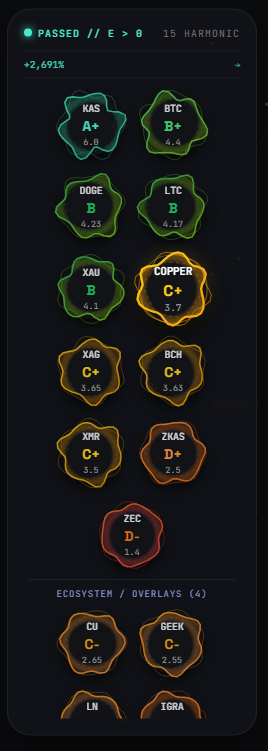 PASSED // E > 0 15 HARMONIC
+2,691% →
KAS BTC
A+ B+
6.0 4.4
DOGE LTC
B B
4.23 4.17
XAU COPPER
B C+
4.1 3.7
XAG BCH
C+ C+
3.65 3.63
XMR ZKAS
C+ D+
3.5 2.5
ZEC
D-
1.4
ECOSYSTEM / OVERLAYS (4)
CU GEEK
C- C-
2.65 2.55
LN IGRA